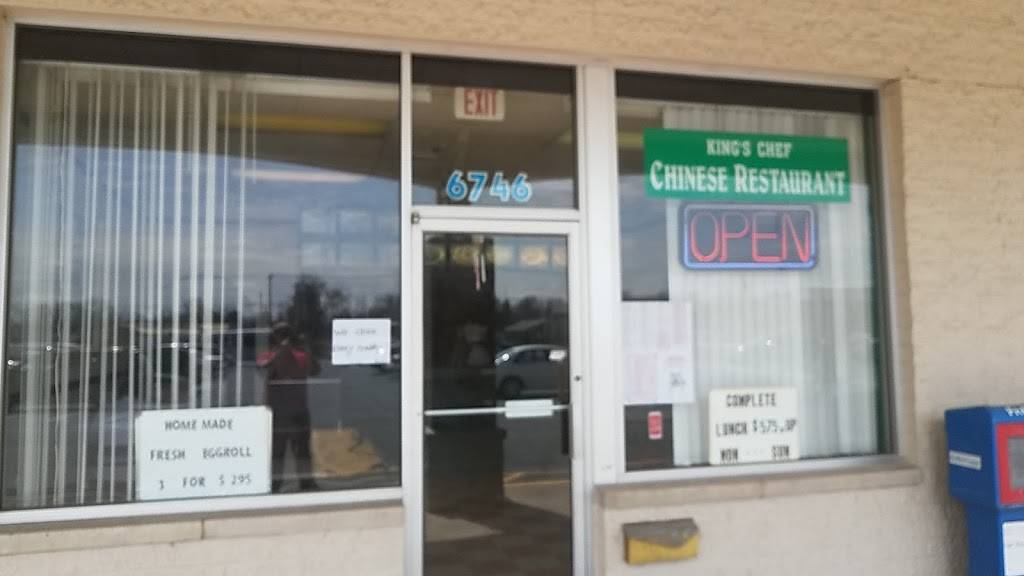 EXIT
6746
KING'S CHEF
CHINESE RESTAURANT
OPEN
HOME MADE
FRESH EGGROLL
3 FOR $ 295
COMPLETE
LUNCH $ 575.UP
MON SUN